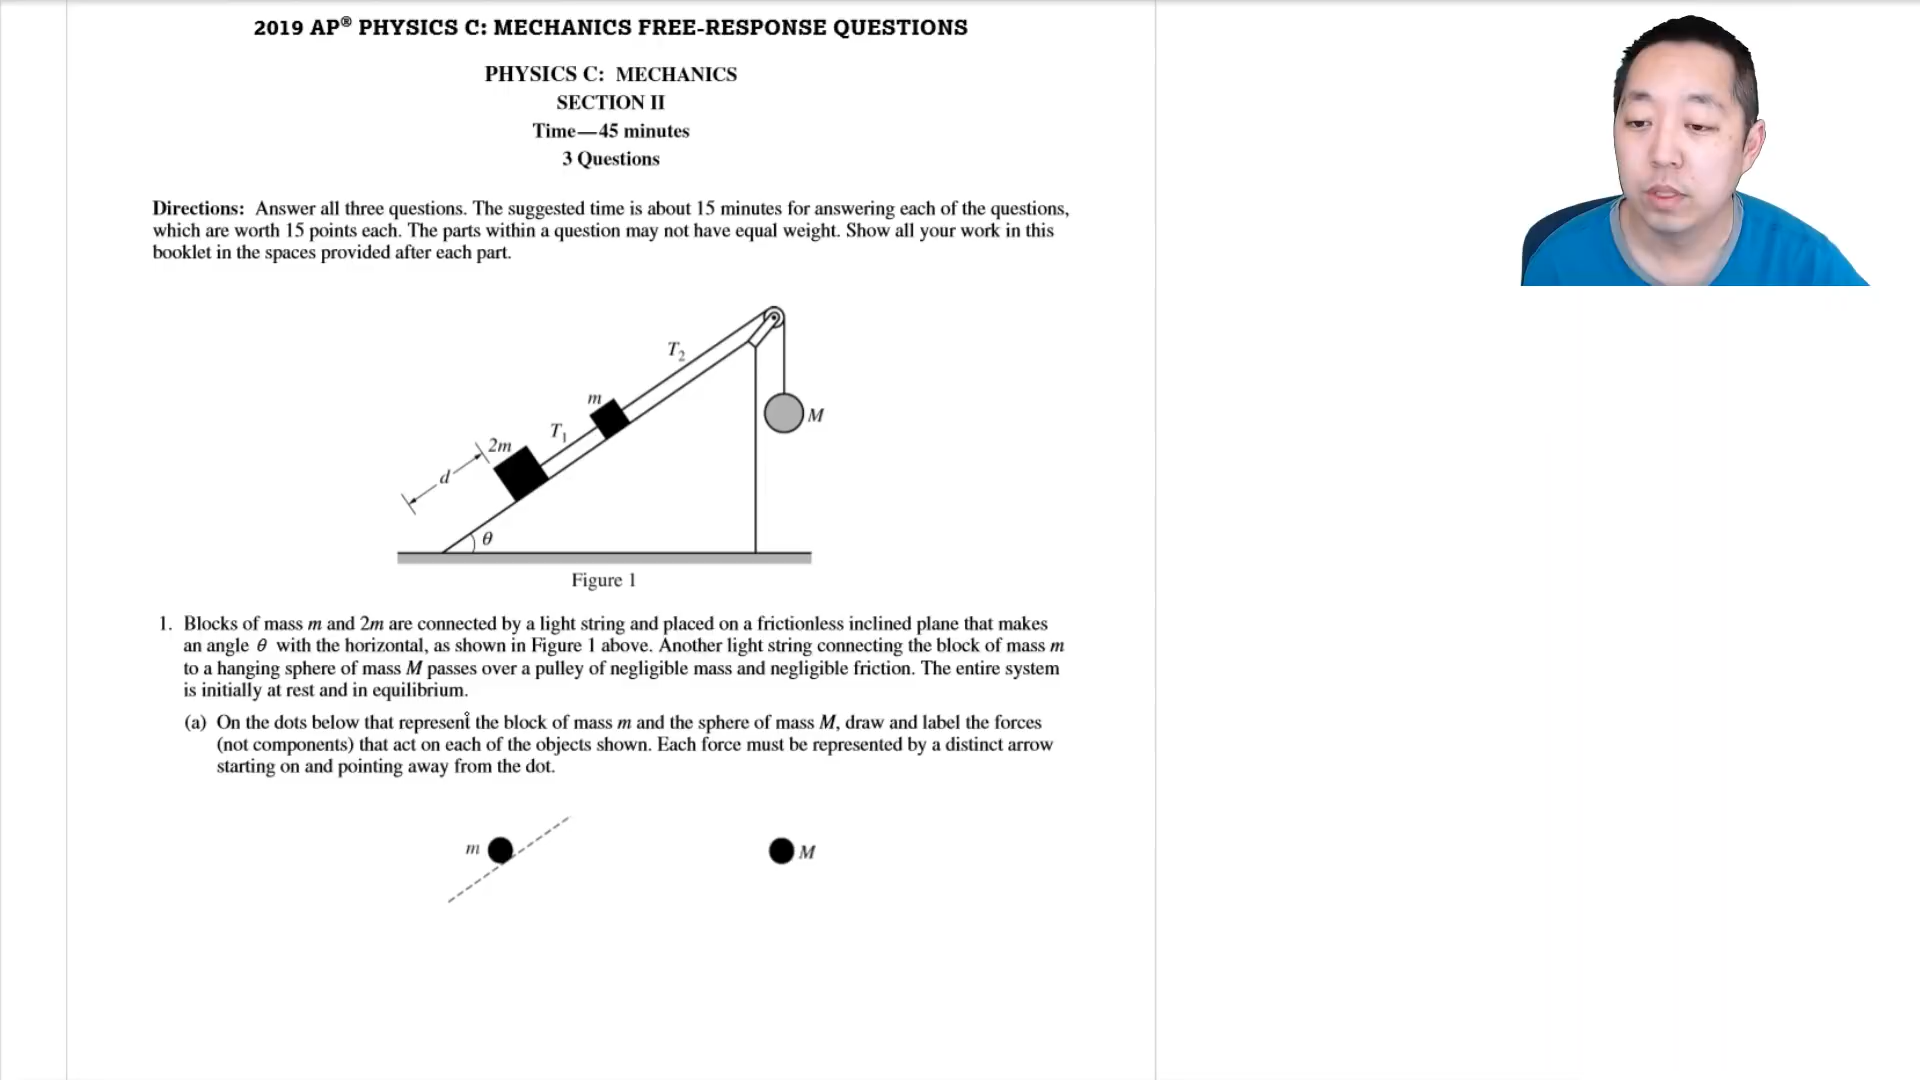 2019 AP® PHYSICS C: MECHANICS FREE-RESPONSE QUESTIONS
PHYSICS C: MECHANICS
SECTION II
Time—45 minutes
3 Questions
Directions: Answer all three questions. The suggested time is about 15 minutes for answering each of the questions,
which are worth 15 points each. The parts within a question may not have equal weight. Show all your work in this
booklet in the spaces provided after each part.
T₂
m
M
T₁
2m
d
θ
Figure 1
1. Blocks of mass m and 2m are connected by a light string and placed on a frictionless inclined plane that makes
an angle θ with the horizontal, as shown in Figure 1 above. Another light string connecting the block of mass m
to a hanging sphere of mass M passes over a pulley of negligible mass and negligible friction. The entire system
is initially at rest and in equilibrium.
(a) On the dots below that represent the block of mass m and the sphere of mass M, draw and label the forces
(not components) that act on each of the objects shown. Each force must be represented by a distinct arrow
starting on and pointing away from the dot.
m
M